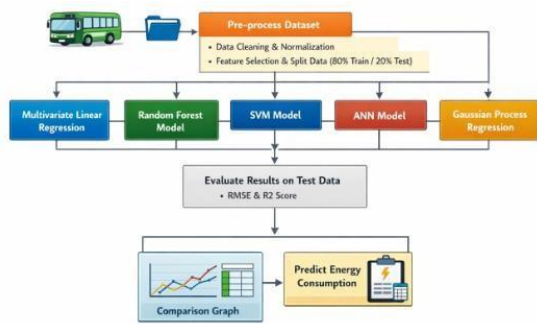 Pre-process Dataset
• Data Cleaning & Normalization
• Feature Selection & Split Data (80% Train / 20% Test)
Multivariate Linear
Regression
Random Forest
Model
SVM Model
ANN Model
Gaussian Process
Regression
Evaluate Results on Test Data
• RMSE & R2 Score
Comparison Graph
Predict Energy
Consumption